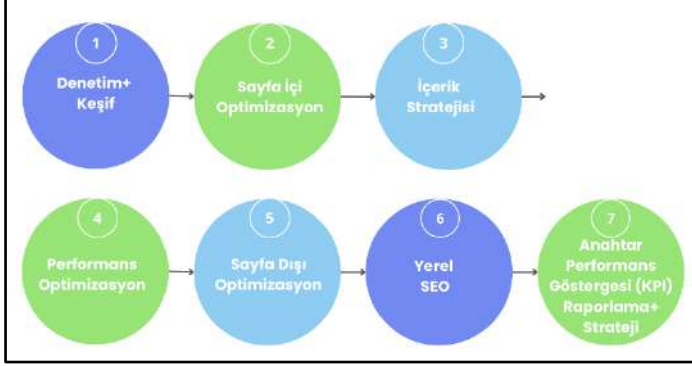 1
Denetim+
Keşif
2
Sayfa İçi
Optimizasyon
3
İçerik
Stratejisi
4
Performans
Optimizasyon
5
Sayfa Dışı
Optimizasyon
6
Yerel
SEO
7
Anahtar
Performans
Göstergesi (KPI)
Raporlama+
Strateji